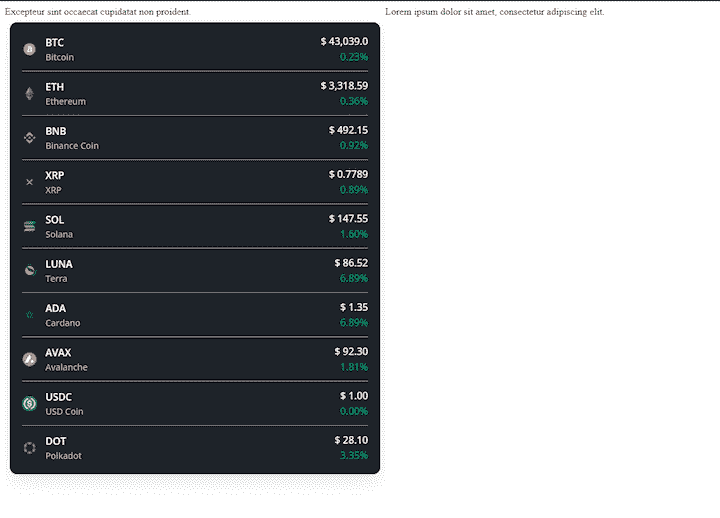 Excepteur sint occaecat cupidatat non proident.
Lorem ipsum dolor sit amet, consectetur adipiscing elit.
BTC $ 43,039.0
Bitcoin 0.23%
ETH $ 3,318.59
Ethereum 0.36%
BNB $ 492.15
Binance Coin 0.92%
XRP $ 0.7789
XRP 0.89%
SOL $ 147.55
Solana 1.60%
LUNA $ 86.52
Terra 6.89%
ADA $ 1.35
Cardano 6.89%
AVAX $ 92.30
Avalanche 1.81%
USDC $ 1.00
USD Coin 0.00%
DOT $ 28.10
Polkadot 3.35%